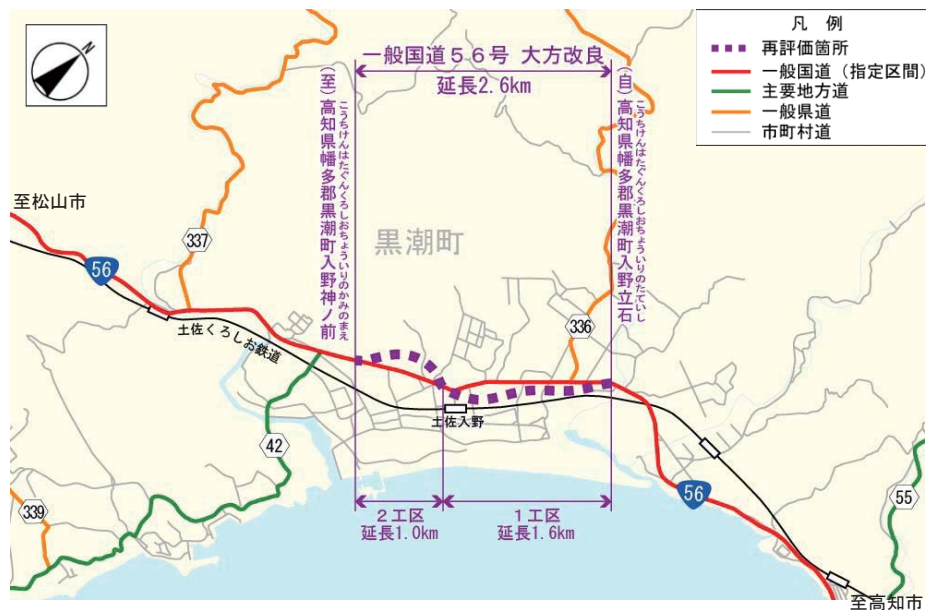 N
一般国道５６号 大方改良
延長2.6km
凡 例
再評価箇所
一般国道（指定区間）
主要地方道
一般県道
市町村道
(至)高知県幡多郡黒潮町入野神ノ前
こうちけんはたぐんくろしおちょういりのかみのまえ
(自)高知県幡多郡黒潮町入野立石
こうちけんはたぐんくろしおちょういりのたていし
至松山市
337
黒潮町
56
336
土佐くろしお鉄道
土佐入野
42
56
339
55
２工区
延長1.0km
１工区
延長1.6km
至高知市